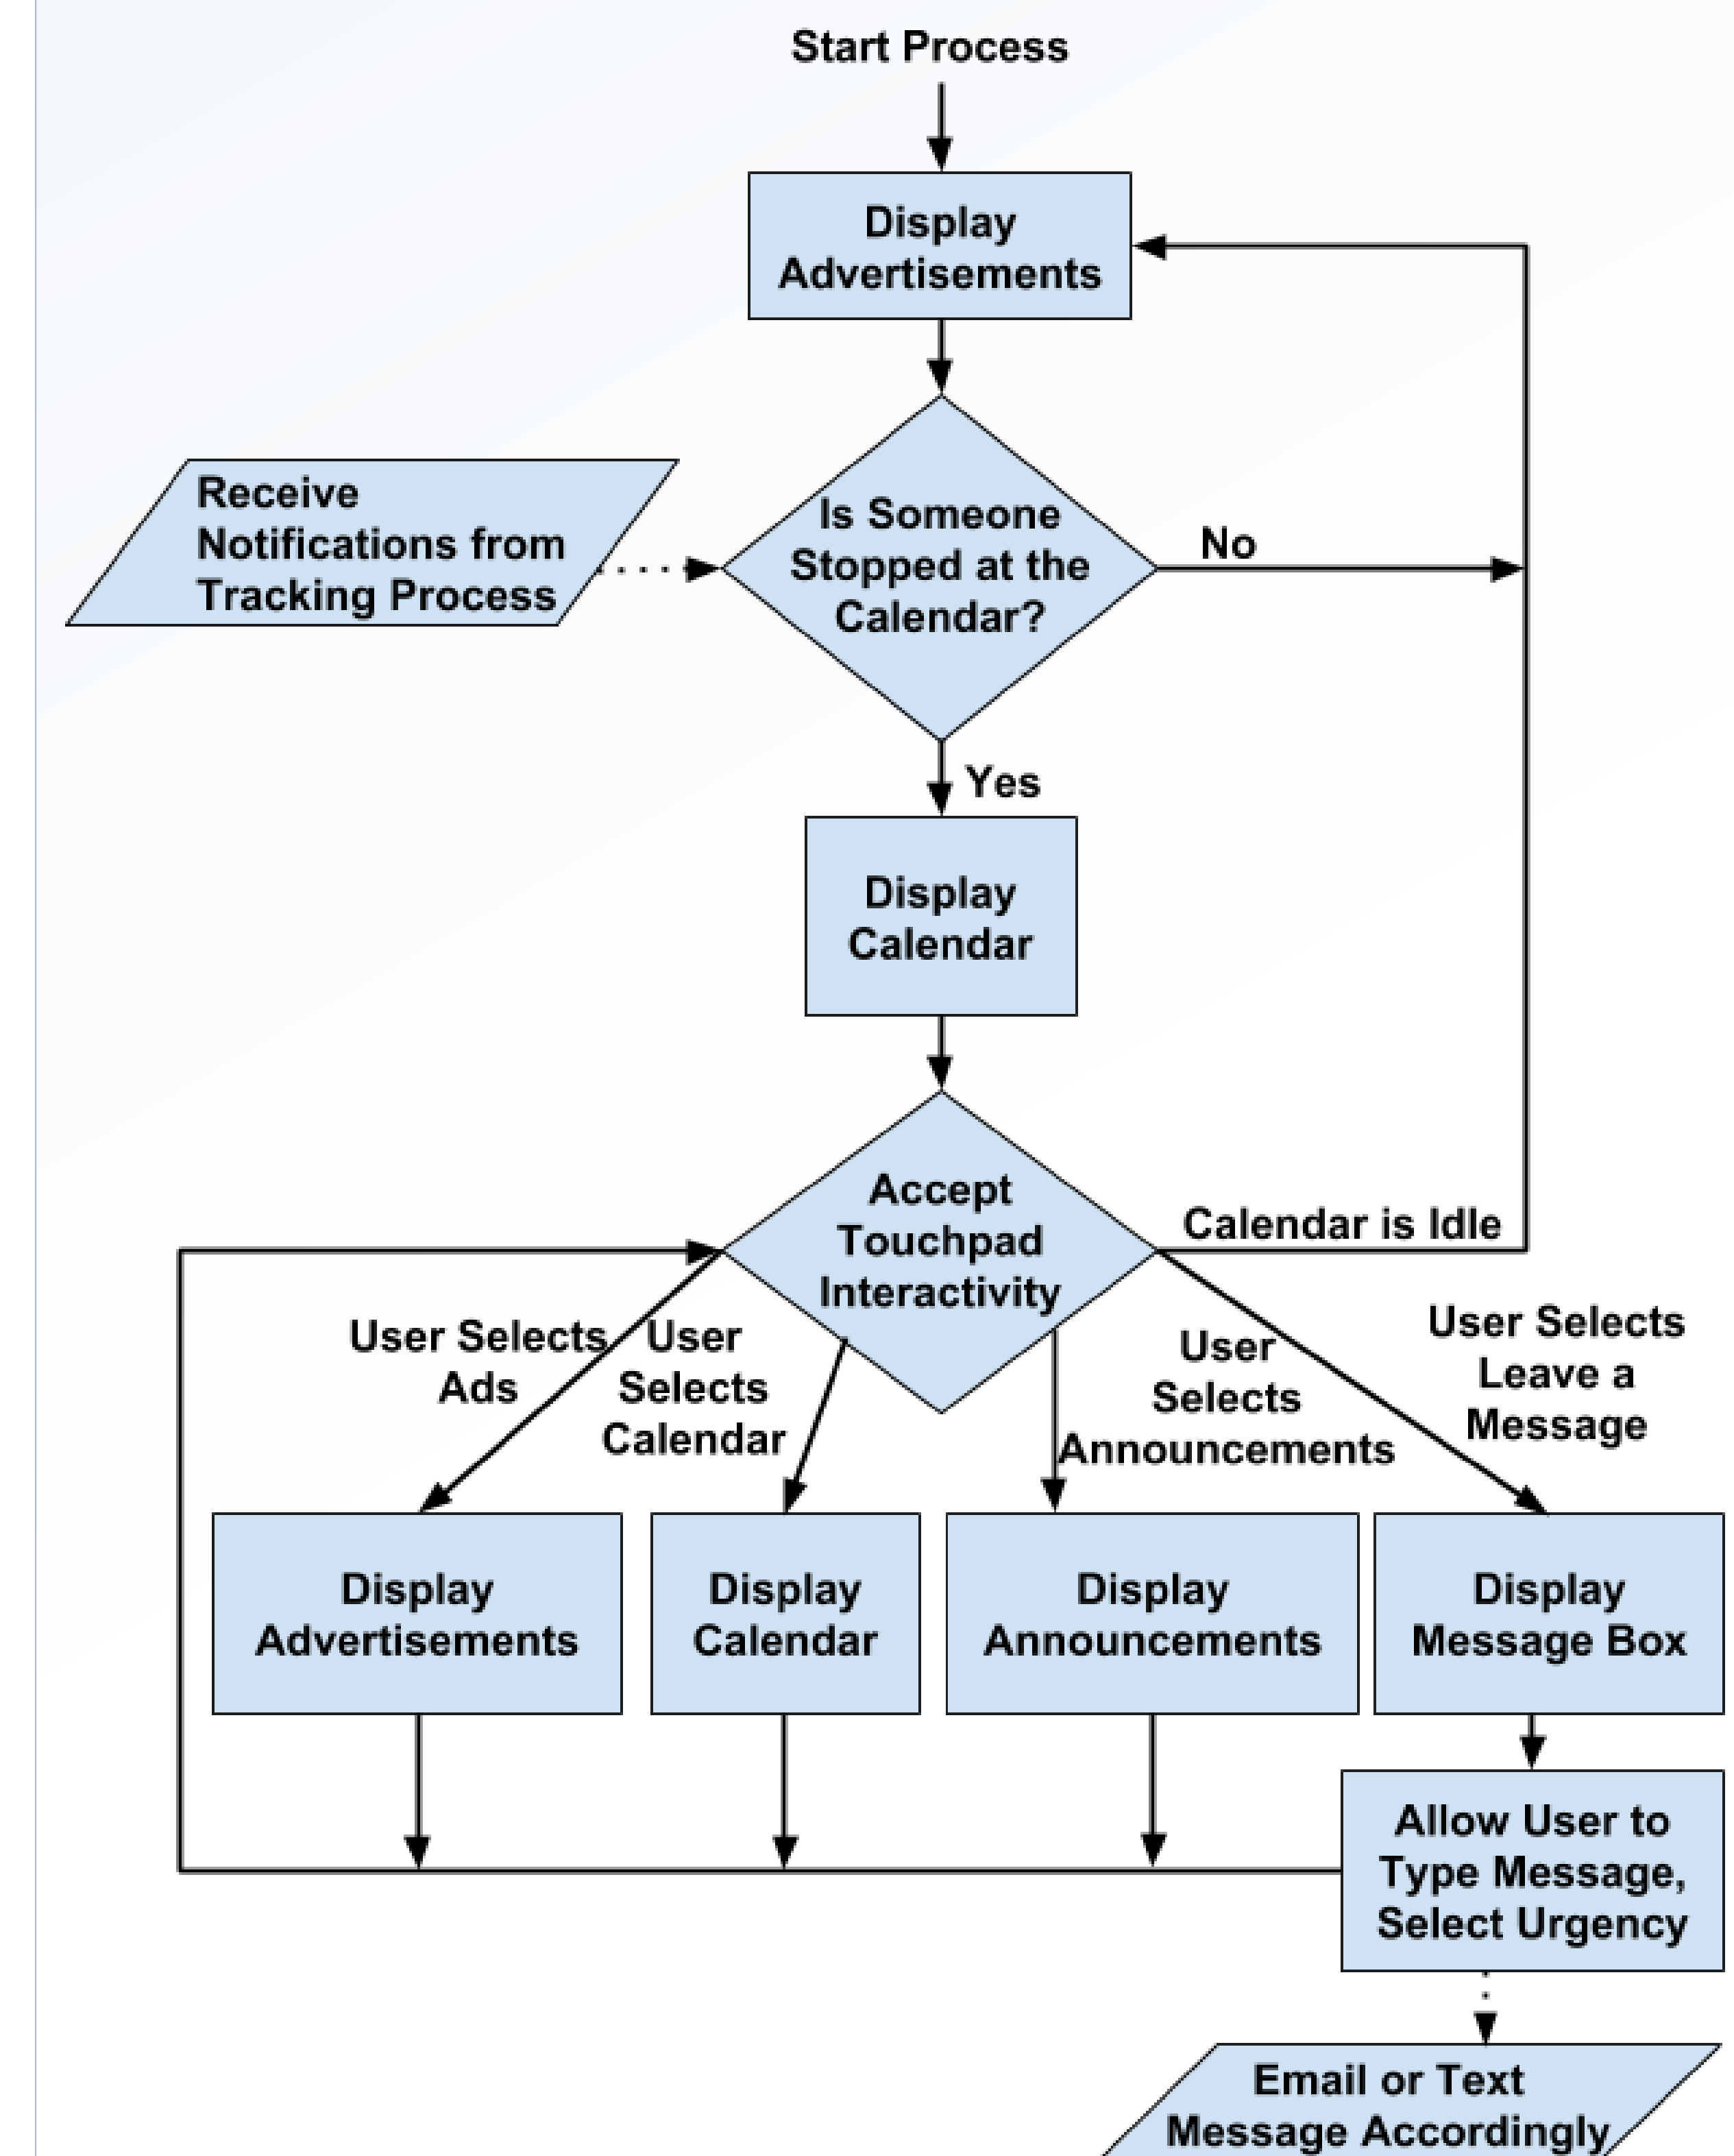 Start Process
Display
Advertisements
Receive
Notifications from
Tracking Process
Is Someone
Stopped at the
Calendar?
No
Yes
Display
Calendar
Accept
Touchpad
Interactivity
Calendar is Idle
User Selects
Ads
User
Selects
Calendar
User
Selects
Announcements
User Selects
Leave a
Message
Display
Advertisements
Display
Calendar
Display
Announcements
Display
Message Box
Allow User to
Type Message,
Select Urgency
Email or Text
Message Accordingly